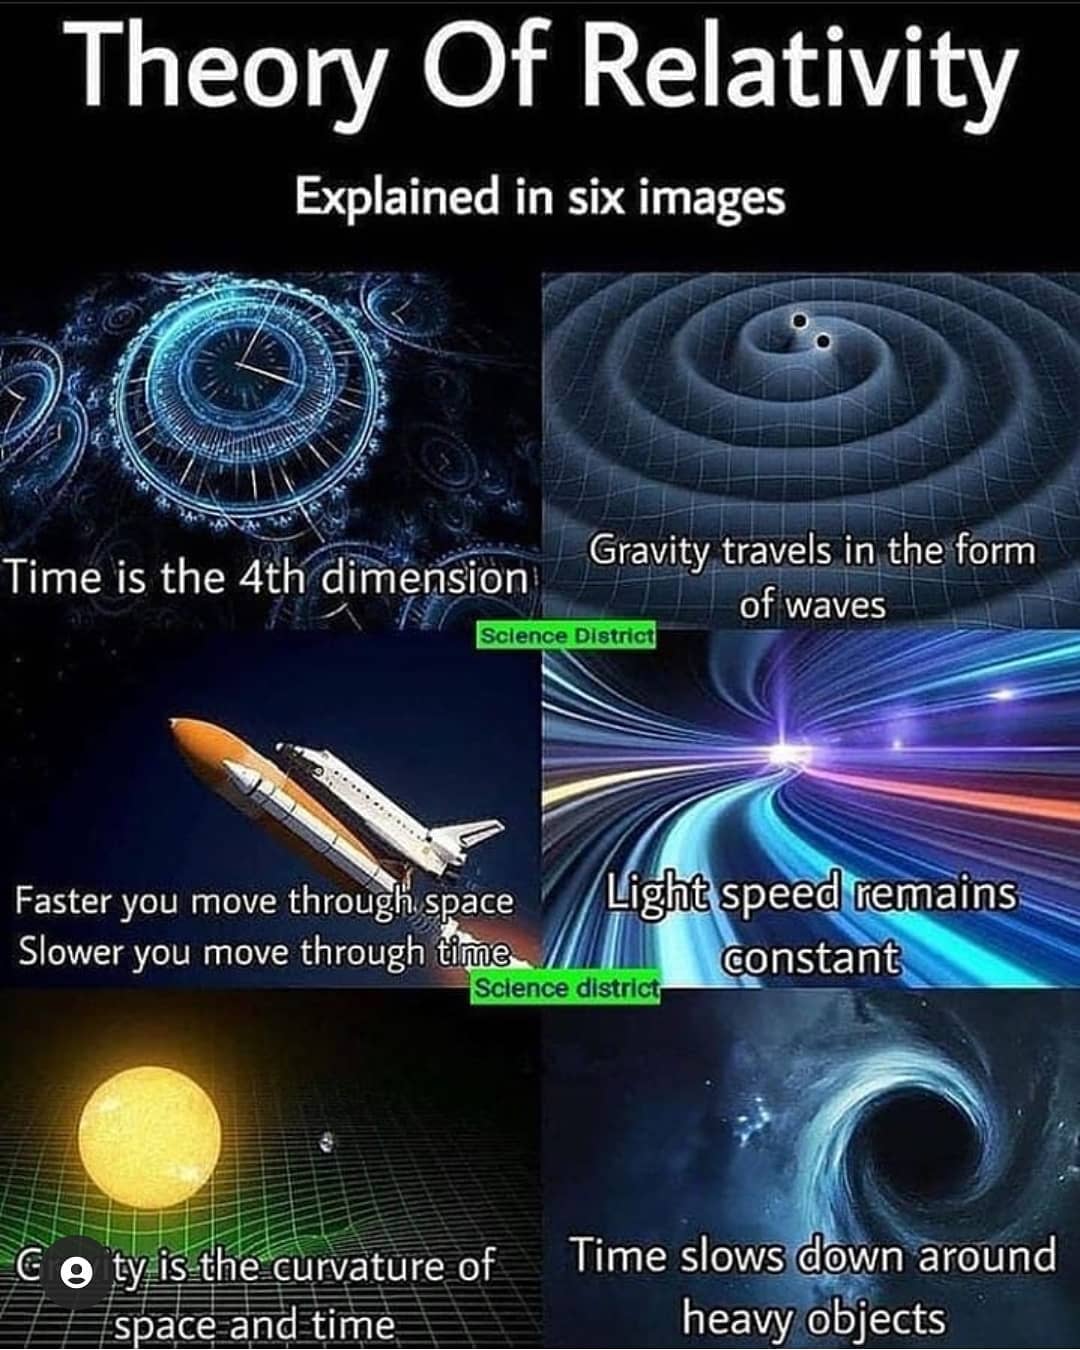 Theory Of Relativity
Explained in six images
Time is the 4th dimension
Gravity travels in the form
of waves
Science District
Faster you move through space
Slower you move through time
Light speed remains
constant
Science district
is the curvature of
space and time
Time slows down around
heavy objects